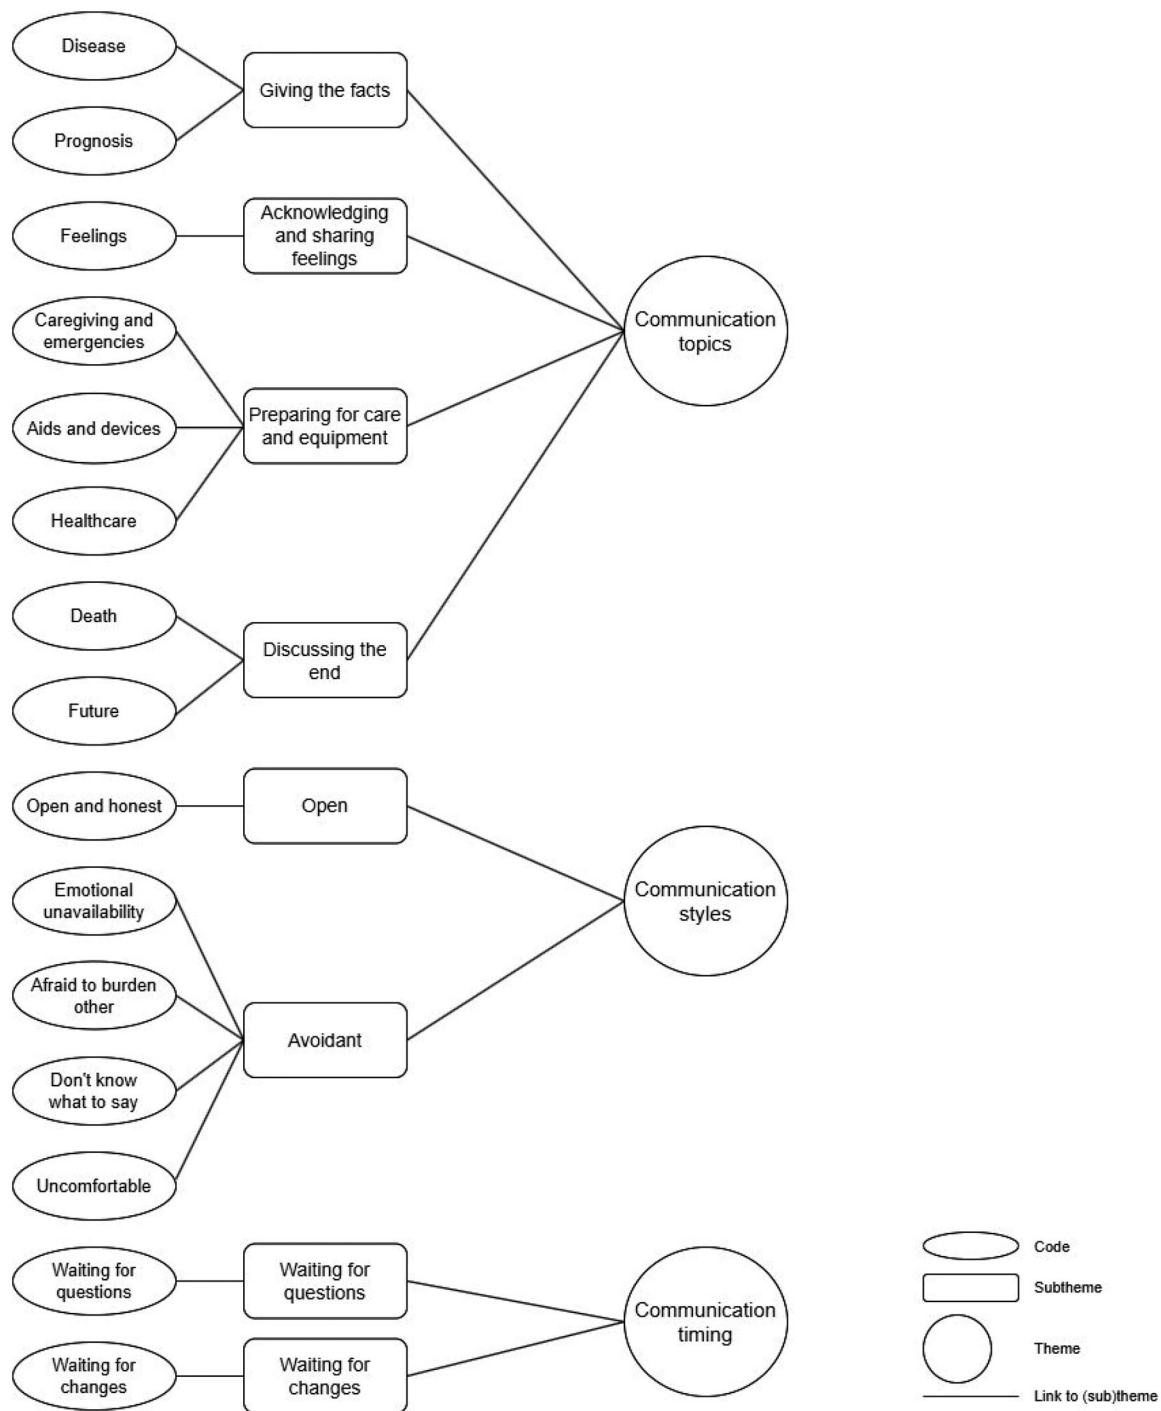 Disease
Prognosis
Giving the facts
Feelings
Acknowledging
and sharing
feelings
Caregiving and
emergencies
Aids and devices
Healthcare
Preparing for care
and equipment
Death
Future
Discussing the
end
Communication
topics
Open and honest
Open
Emotional
unavailability
Afraid to burden
other
Don't know
what to say
Uncomfortable
Avoidant
Communication
styles
Waiting for
questions
Waiting for
questions
Waiting for
changes
Waiting for
changes
Communication
timing
Code
Subtheme
Theme
Link to (sub)theme